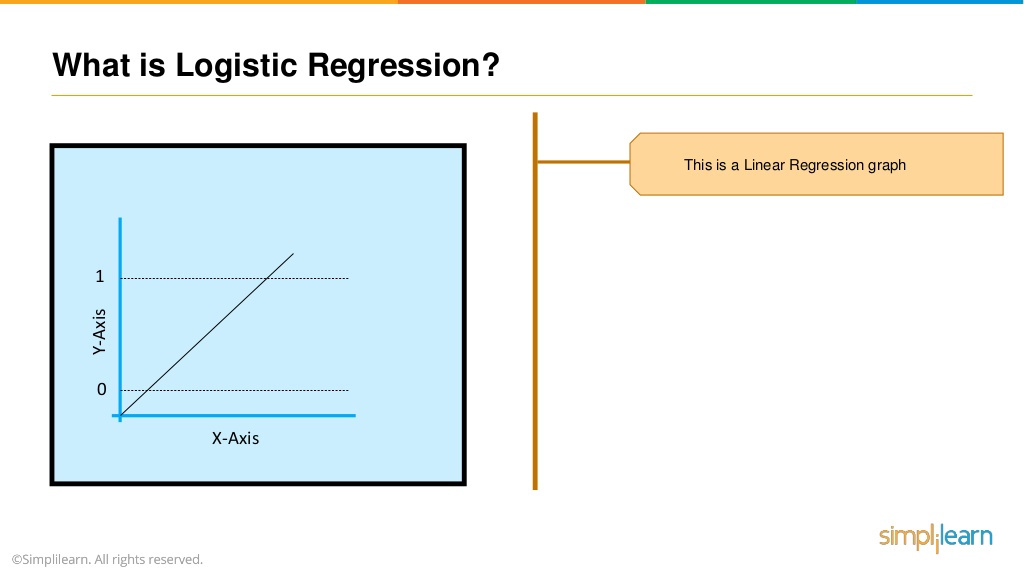 What is Logistic Regression?
This is a Linear Regression graph
1
Y-Axis
0
X-Axis
simplilearn
©Simplilearn. All rights reserved.